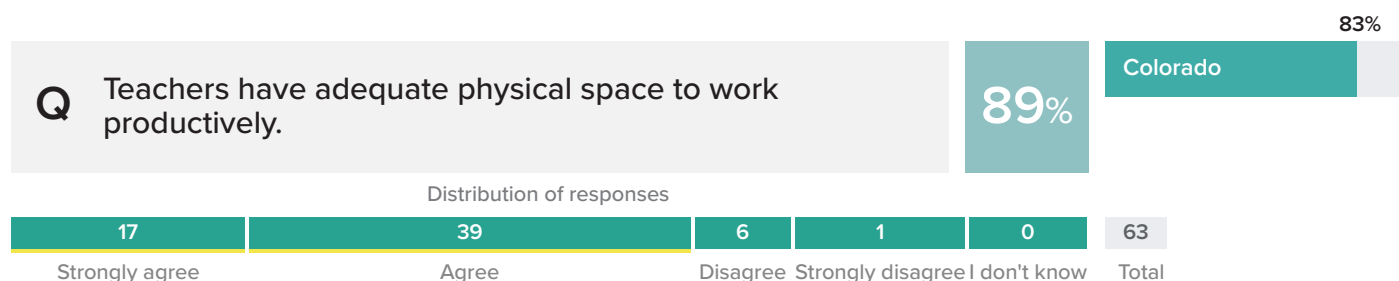 83%
Q Teachers have adequate physical space to work
productively.
89%
Colorado
Distribution of responses
17 39 6 1 0 63
Strongly agree Agree Disagree Strongly disagree I don't know Total